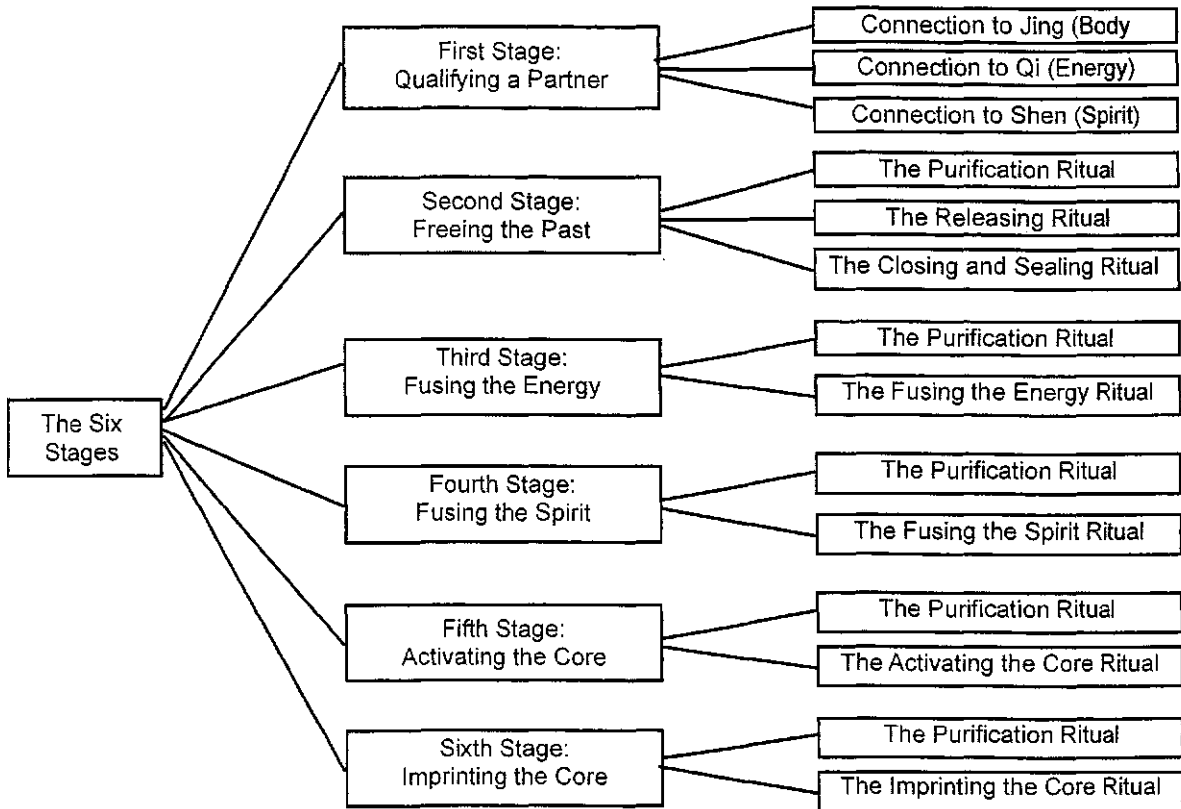 The Six
Stages
First Stage:
Qualifying a Partner
Connection to Jing (Body
Connection to Qi (Energy)
Connection to Shen (Spirit)
Second Stage:
Freeing the Past
The Purification Ritual
The Releasing Ritual
The Closing and Sealing Ritual
Third Stage:
Fusing the Energy
The Purification Ritual
The Fusing the Energy Ritual
Fourth Stage:
Fusing the Spirit
The Purification Ritual
The Fusing the Spirit Ritual
Fifth Stage:
Activating the Core
The Purification Ritual
The Activating the Core Ritual
Sixth Stage:
Imprinting the Core
The Purification Ritual
The Imprinting the Core Ritual